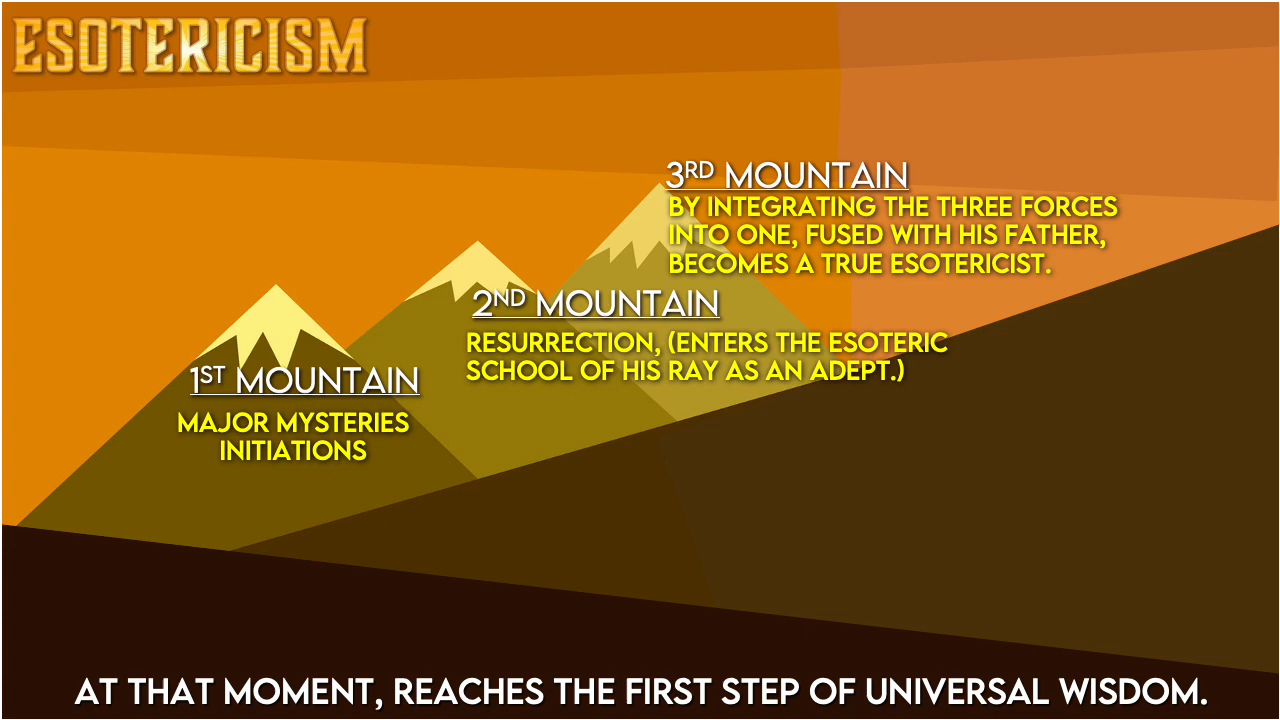 ESOTERICISM
3RD MOUNTAIN
BY INTEGRATING THE THREE FORCES
INTO ONE, FUSED WITH HIS FATHER,
BECOMES A TRUE ESOTERICIST.
2ND MOUNTAIN
RESURRECTION, (ENTERS THE ESOTERIC
SCHOOL OF HIS RAY AS AN ADEPT.)
1ST MOUNTAIN
MAJOR MYSTERIES
INITIATIONS
AT THAT MOMENT, REACHES THE FIRST STEP OF UNIVERSAL WISDOM.